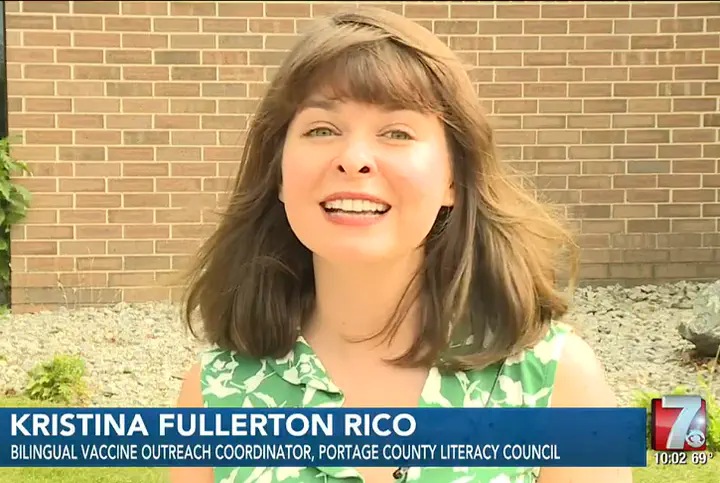 KRISTINA FULLERTON RICO
BILINGUAL VACCINE OUTREACH COORDINATOR, PORTAGE COUNTY LITERACY COUNCIL
7
10:02 69°